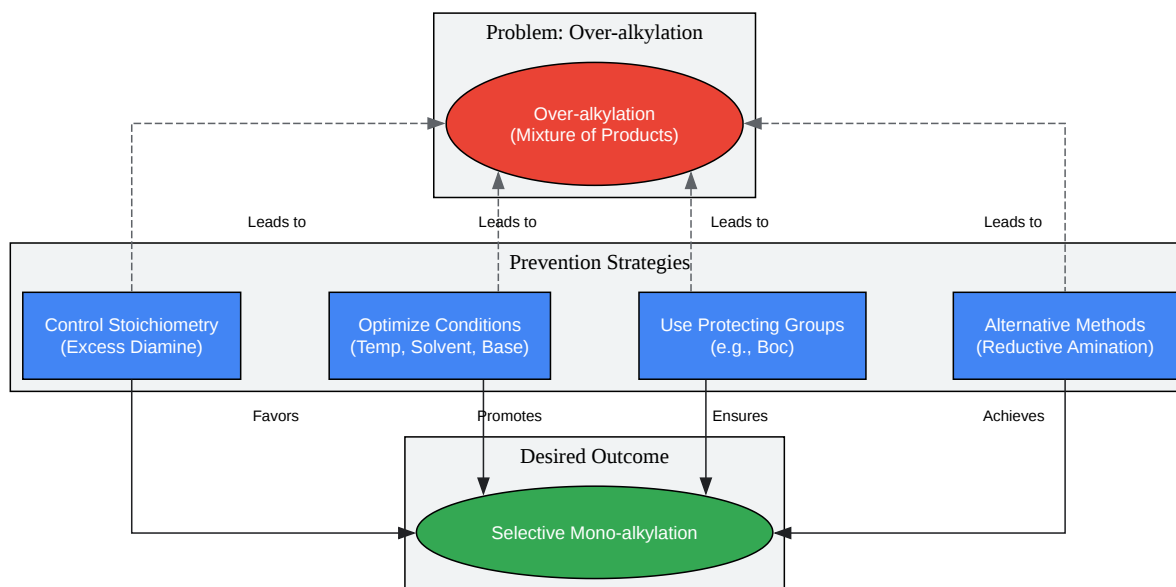 Problem: Over-alkylation
Over-alkylation
(Mixture of Products)
Leads to
Leads to
Leads to
Leads to
Prevention Strategies
Control Stoichiometry
(Excess Diamine)
Optimize Conditions
(Temp, Solvent, Base)
Use Protecting Groups
(e.g., Boc)
Alternative Methods
(Reductive Amination)
Favors
Promotes
Ensures
Achieves
Desired Outcome
Selective Mono-alkylation